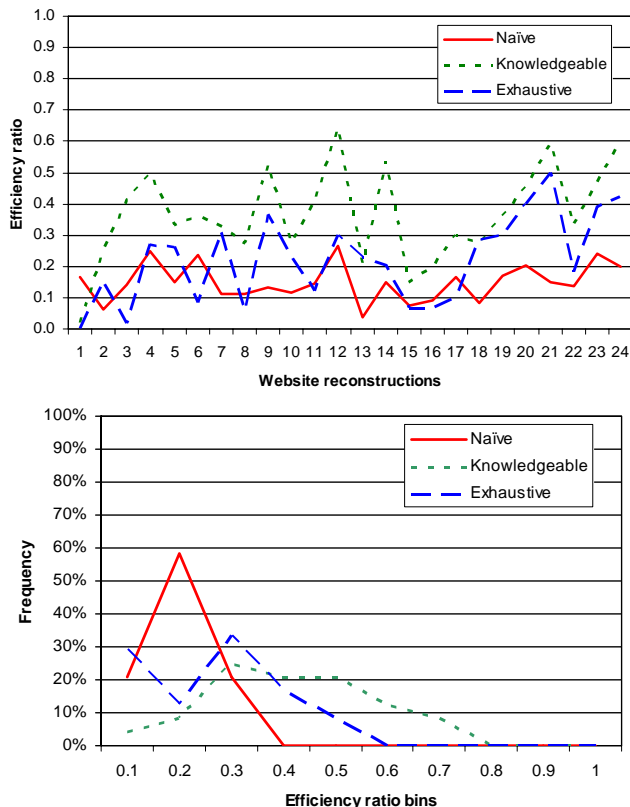 1.0
0.9
0.8
0.7
0.6
0.5
0.4
0.3
0.2
0.1
0.0
Efficiency ratio
Naïve
Knowledgeable
Exhaustive
1 2 3 4 5 6 7 8 9 10 11 12 13 14 15 16 17 18 19 20 21 22 23 24
Website reconstructions
100%
90%
80%
70%
60%
50%
40%
30%
20%
10%
0%
Frequency
Naïve
Knowledgeable
Exhaustive
0.1 0.2 0.3 0.4 0.5 0.6 0.7 0.8 0.9 1
Efficiency ratio bins